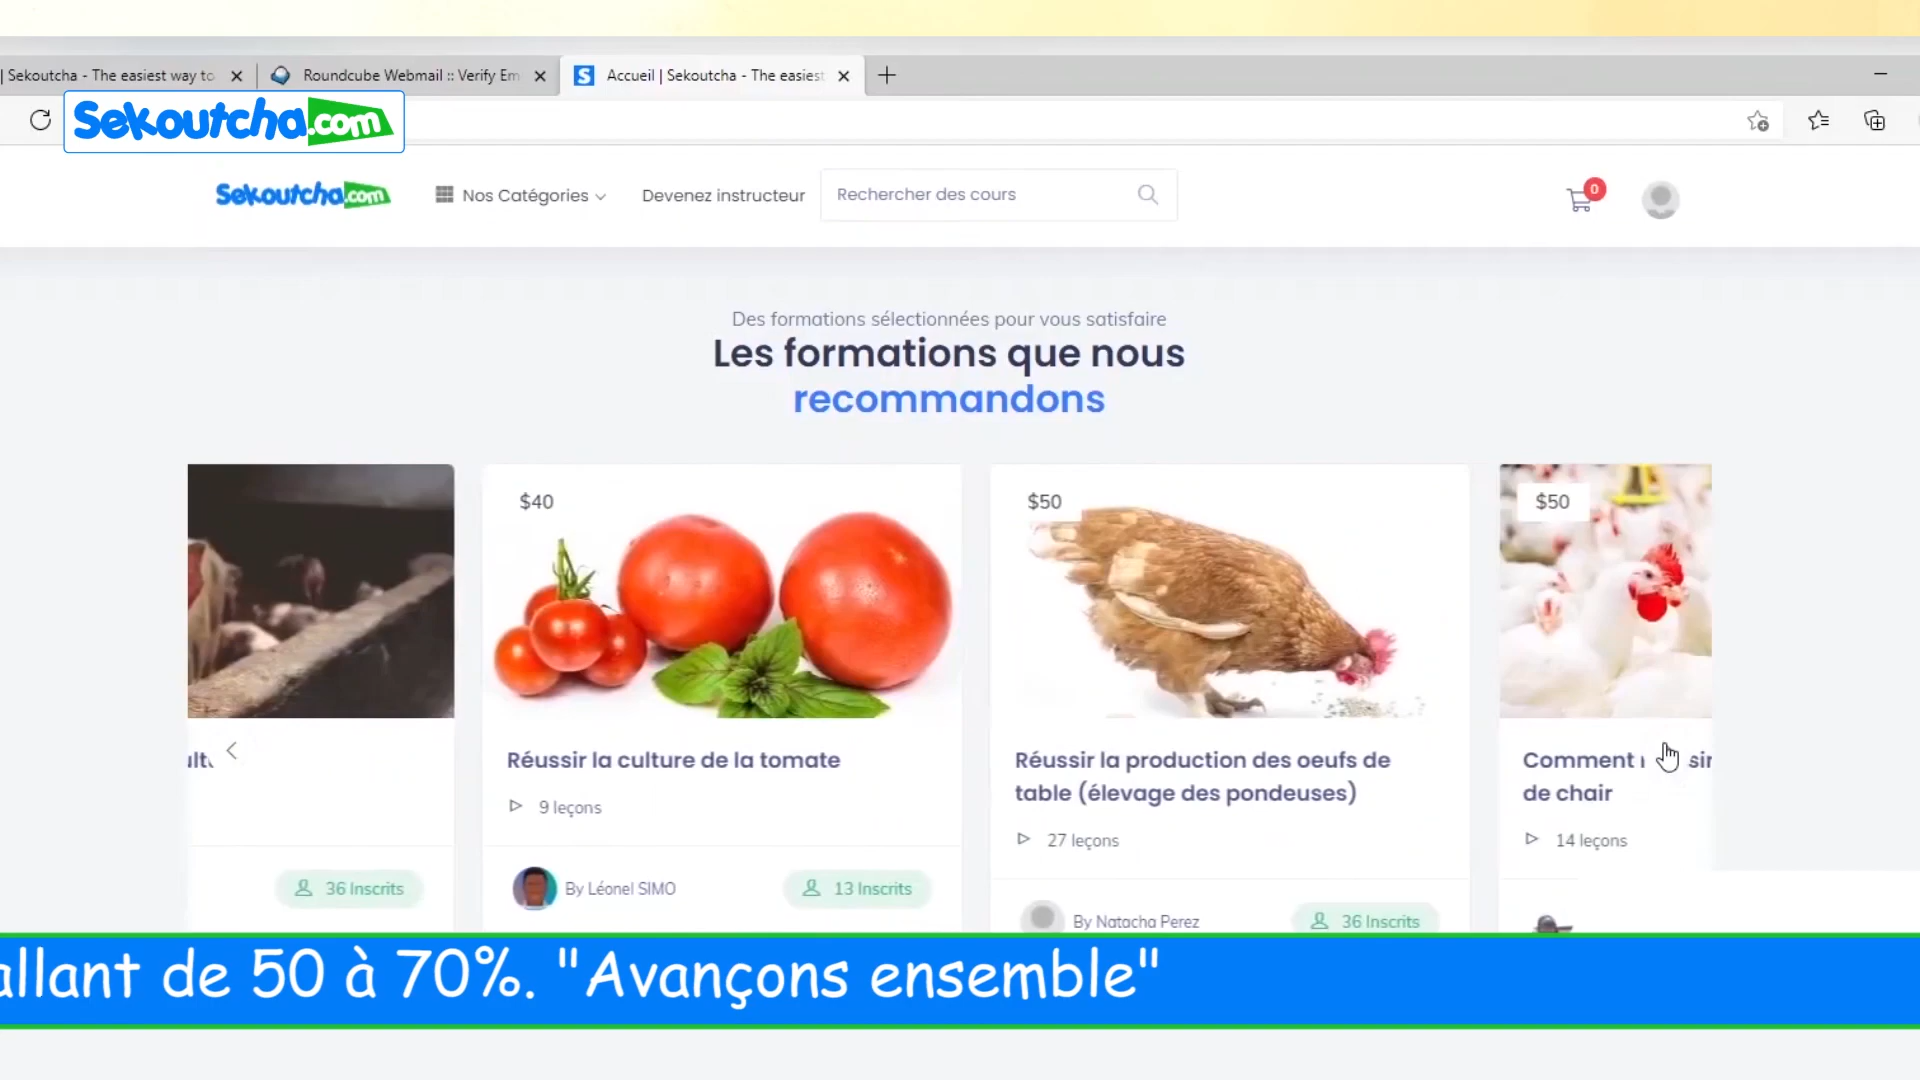 | Sekoutcha - The easiest way to
Roundcube Webmail :: Verify Em
Accueil | Sekoutcha - The easiest
Sekoutcha.com
Sekoutcha.com
Nos Catégories
Devenez instructeur
Rechercher des cours
0
Des formations sélectionnées pour vous satisfaire
Les formations que nous
recommandons
$40
$50
$50
Réussir la culture de la tomate
9 leçons
36 Inscrits
By Léonel SIMO
13 Inscrits
Réussir la production des oeufs de
table (élevage des pondeuses)
27 leçons
By Natacha Perez
36 Inscrits
Comment
de chair
14 leçons
allant de 50 à 70%. "Avançons ensemble"